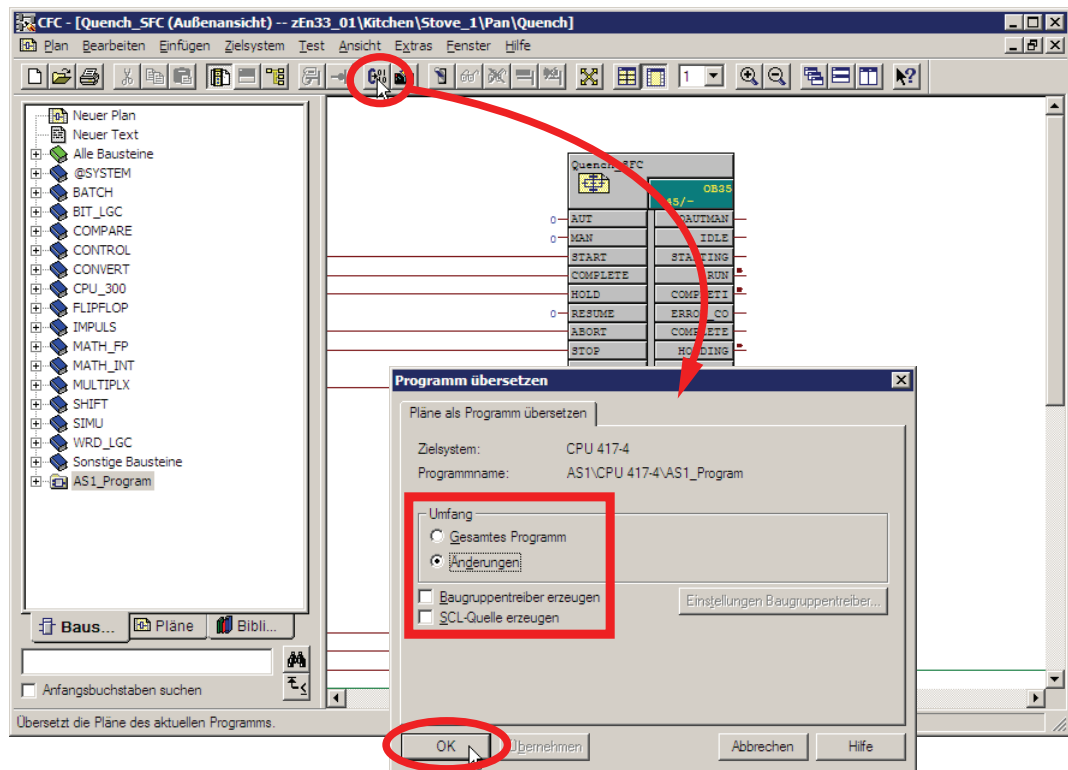 CFC - [Quench_SFC (Außenansicht) -- zEn33_01\Kitchen\Stove_1\Pan\Quench]
Plan Bearbeiten Einfügen Zielsystem Test Ansicht Extras Fenster Hilfe
1
Neuer Plan
Neuer Text
Alle Bausteine
@SYSTEM
BATCH
BIT_LGC
COMPARE
CONTROL
CONVERT
CPU_300
FLIPFLOP
IMPULS
MATH_FP
MATH_INT
MULTIPLX
SHIFT
SIMU
WRD_LGC
Sonstige Bausteine
AS1_Program
Baus... Pläne Bibli...
Anfangsbuchstaben suchen
Übersetzt die Pläne des aktuellen Programms.
Quench_SFC
OB35
45/-
0 AUT QAUTMAN
0 MAN IDLE
START STARTING
COMPLETE RUN
HOLD COMPLETI
0 RESUME ERROR_CO
ABORT COMPLETE
STOP HOLDING
Programm übersetzen
Pläne als Programm übersetzen
Zielsystem: CPU 417-4
Programmname: AS1\CPU 417-4\AS1_Program
Umfang
Gesamtes Programm
Änderungen
Baugruppentreiber erzeugen
Einstellungen Baugruppentreiber...
SCL-Quelle erzeugen
OK Übernehmen Abbrechen Hilfe